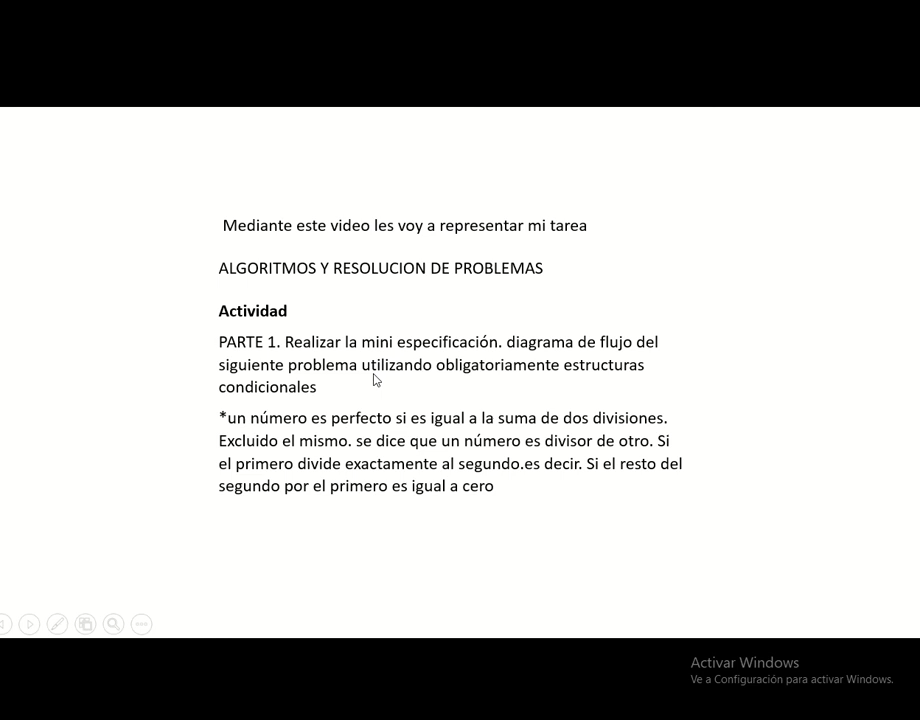 Mediante este video les voy a representar mi tarea
ALGORITMOS Y RESOLUCION DE PROBLEMAS
Actividad
PARTE 1. Realizar la mini especificación. diagrama de flujo del
siguiente problema utilizando obligatoriamente estructuras
condicionales
*un número es perfecto si es igual a la suma de dos divisiones.
Excluido el mismo. se dice que un número es divisor de otro. Si
el primero divide exactamente al segundo.es decir. Si el resto del
segundo por el primero es igual a cero
Activar Windows
Ve a Configuración para activar Windows.